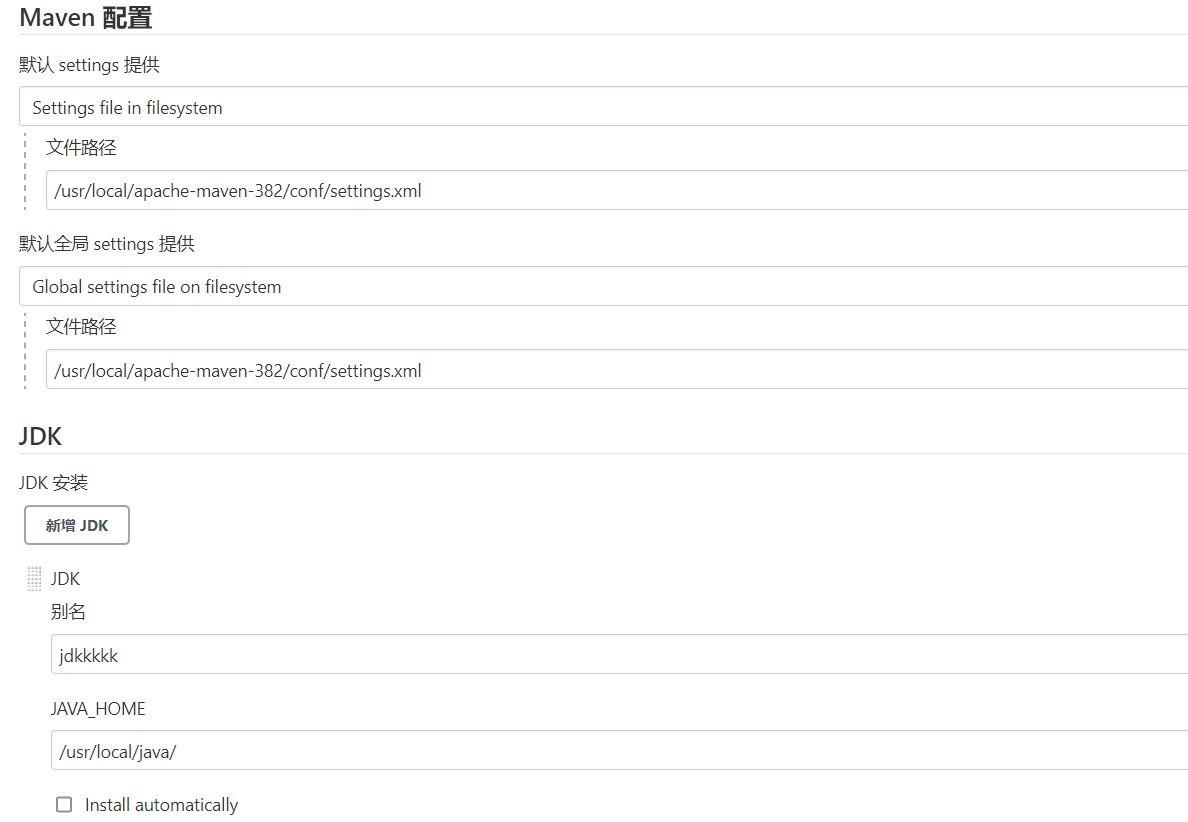 Maven 配置
默认 settings 提供
Settings file in filesystem
文件路径
/usr/local/apache-maven-382/conf/settings.xml
默认全局 settings 提供
Global settings file on filesystem
文件路径
/usr/local/apache-maven-382/conf/settings.xml
JDK
JDK 安装
新增 JDK
JDK
别名
jdkkkkk
JAVA_HOME
/usr/local/java/
Install automatically